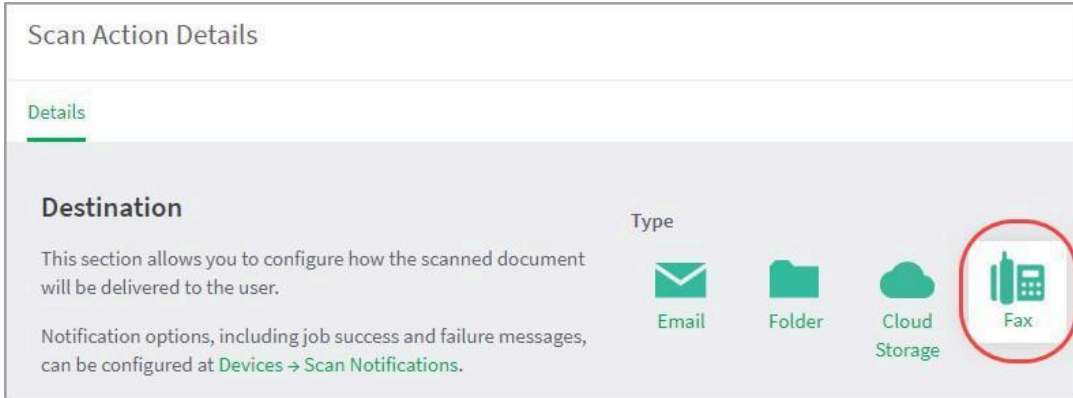 Scan Action Details
Details
Destination
This section allows you to configure how the scanned document
will be delivered to the user.
Notification options, including job success and failure messages,
can be configured at Devices → Scan Notifications.
Type
Email
Folder
Cloud
Storage
Fax